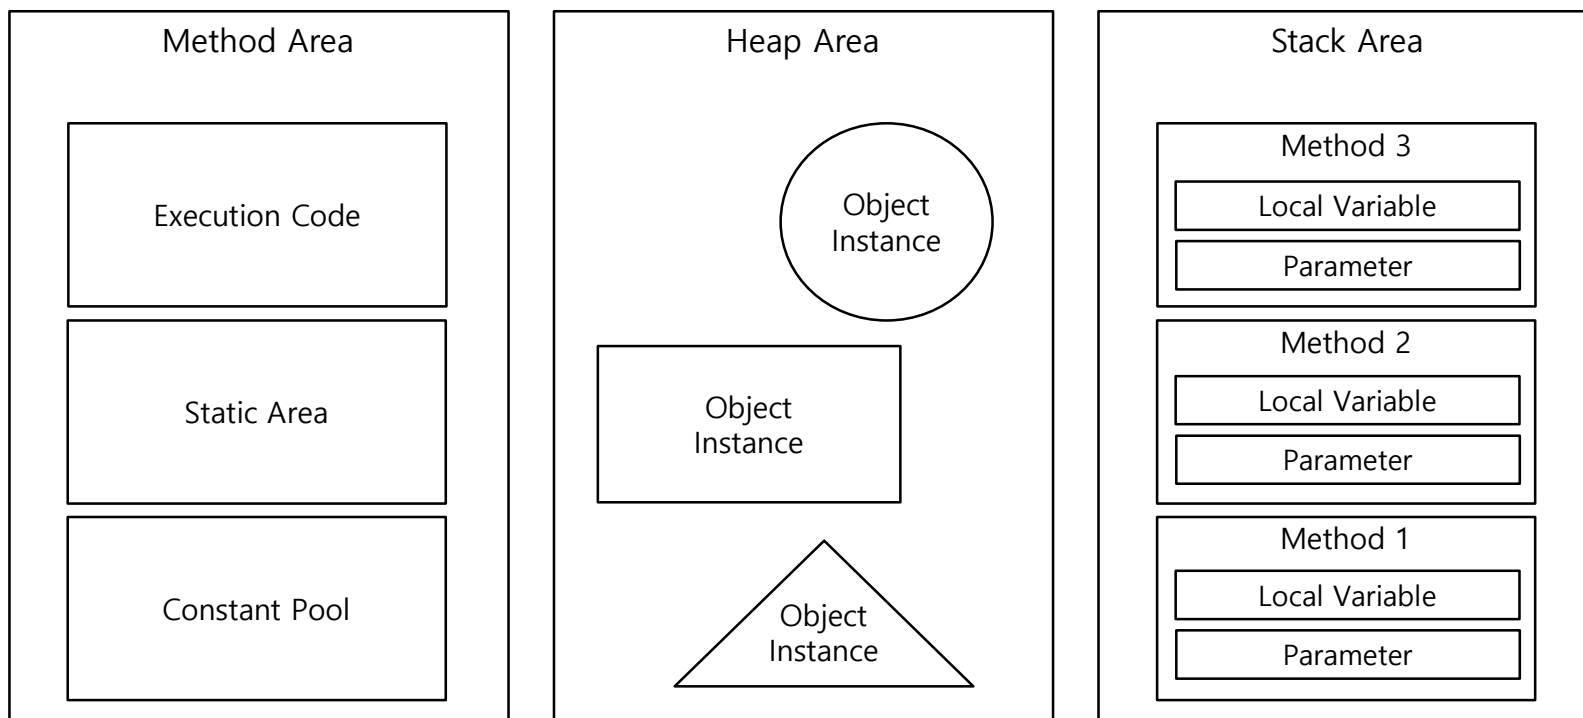 Method Area
Execution Code
Static Area
Constant Pool
Heap Area
Object
Instance
Object
Instance
Object
Instance
Stack Area
Method 3
Local Variable
Parameter
Method 2
Local Variable
Parameter
Method 1
Local Variable
Parameter